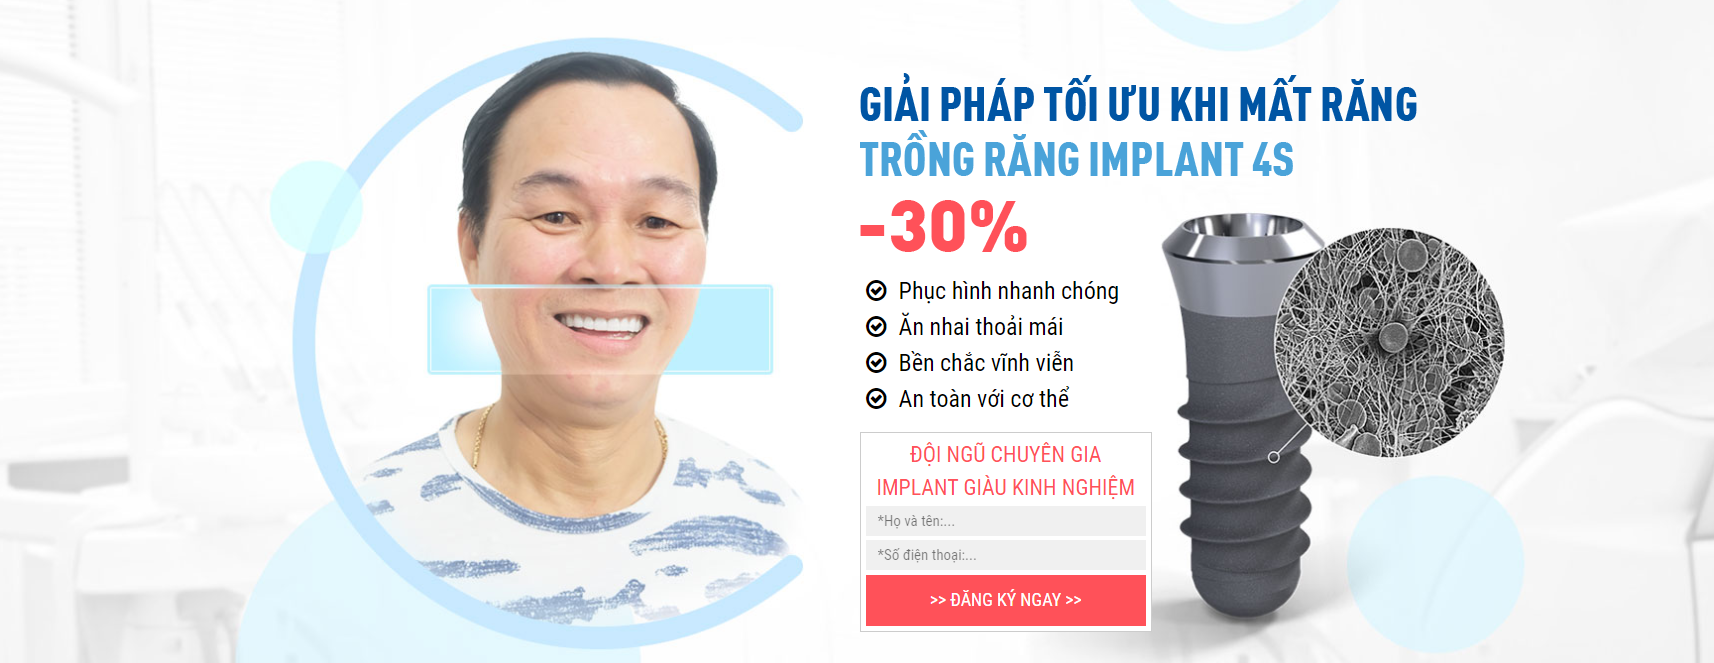 GIẢI PHÁP TỐI ƯU KHI MẤT RĂNG
TRỒNG RĂNG IMPLANT 4S
-30%
Phục hình nhanh chóng
Ăn nhai thoải mái
Bền chắc vĩnh viễn
An toàn với cơ thể
ĐỘI NGŨ CHUYÊN GIA
IMPLANT GIÀU KINH NGHIỆM
*Họ và tên:...
*Số điện thoại:...
>> ĐĂNG KÝ NGAY >>